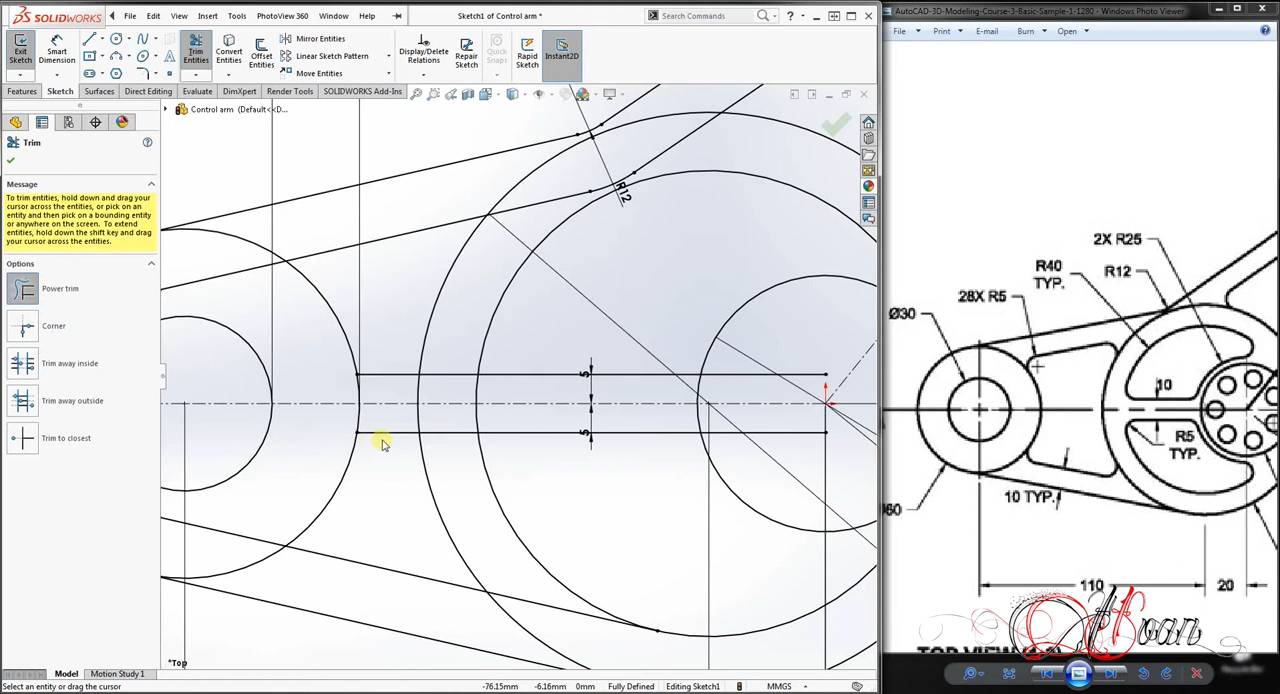 SOLIDWORKS
File
Edit
View
Insert
Tools
PhotoView 360
Window
Help
Sketch1 of Control arm *
Search Commands
Exit Sketch
Smart Dimension
Trim Entities
Convert Entities
Offset Entities
Mirror Entities
Linear Sketch Pattern
Move Entities
Display/Delete Relations
Repair Sketch
Quick Snaps
Rapid Sketch
Instant2D
Features
Sketch
Surfaces
Direct Editing
Evaluate
DimXpert
Render Tools
SOLIDWORKS Add-Ins
Control arm (Default<<D...
Trim
Message
To trim entities, hold down and drag your
cursor across the entities, or pick on an
entity and then pick on a bounding entity
or anywhere on the screen. To extend
entities, hold down the shift key and drag
your cursor across the entities.
Options
Power trim
Corner
Trim away inside
Trim away outside
Trim to closest
R12
5
5
*Top
Model
Motion Study 1
Select an entity or drag the cursor
-76.15mm
-6.16mm
0mm
Fully Defined
Editing Sketch1
MMGS
AutoCAD-3D-Modeling-Course-3-Basic-Sample-1-1280 - Windows Photo Viewer
File
Print
E-mail
Burn
Open
2X R25
R40
TYP.
R12
28X R5
Ø30
10
R5
TYP.
10 TYP.
110
20